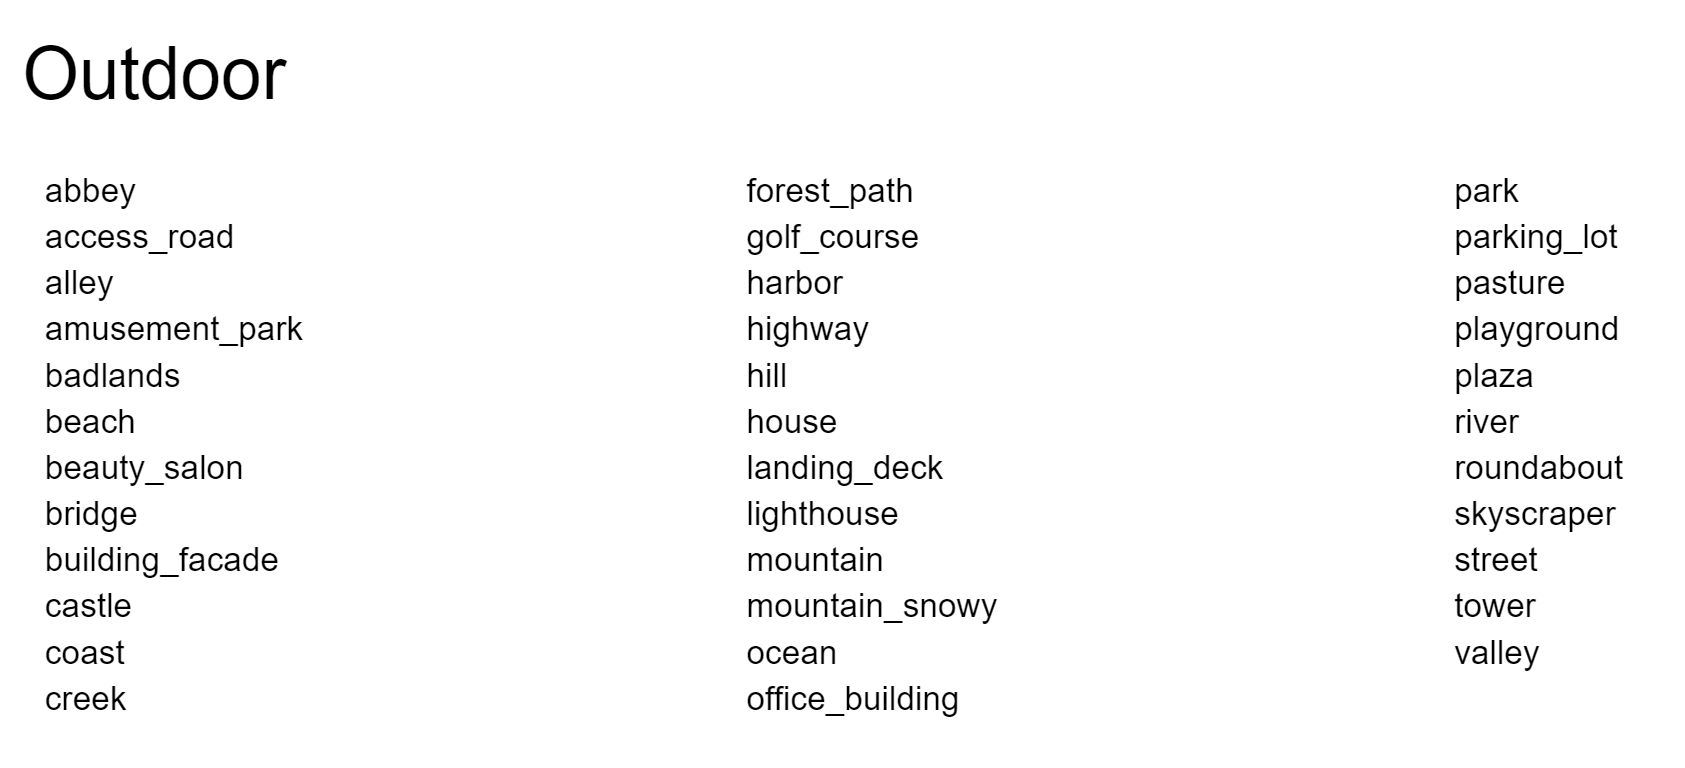 Outdoor
abbey
access_road
alley
amusement_park
badlands
beach
beauty_salon
bridge
building_facade
castle
coast
creek
forest_path
golf_course
harbor
highway
hill
house
landing_deck
lighthouse
mountain
mountain_snowy
ocean
office_building
park
parking_lot
pasture
playground
plaza
river
roundabout
skyscraper
street
tower
valley